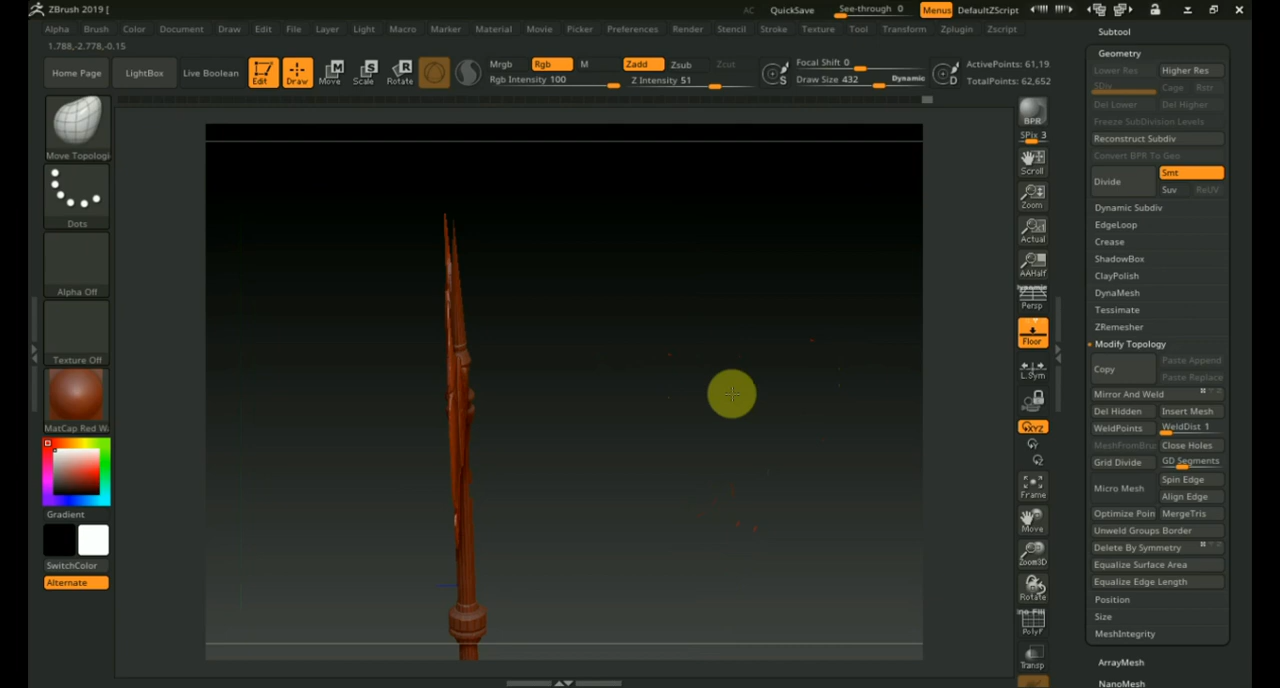 ZBrush 2019 [
AC QuickSave See-through 0 Menus DefaultZScript
Alpha Brush Color Document Draw Edit File Layer Light Macro Marker Material Movie Picker Preferences Render Stencil Stroke Texture Tool Transform Zplugin Zscript
1.788,-2.778,-0.15
Home Page LightBox Live Boolean Edit Draw Move Scale Rotate
Mrgb Rgb M Zadd Zsub Zcut
Rgb Intensity 100 Z Intensity 51
S Focal Shift 0
Draw Size 432 Dynamic D
ActivePoints: 61,19
TotalPoints: 62,652
Move Topologi
Dots
Alpha Off
Texture Off
MatCap Red Wa
Gradient
SwitchColor
Alternate
BPR
SPix 3
Scroll
Zoom
Actual
AAHalf
Dynamic
Persp
Floor
L.Sym
XYZ
Frame
Move
Zoom3D
Rotate
PolyF
Transp
Subtool
Geometry
Lower Res Higher Res
SDiv Cage Rstr
Del Lower Del Higher
Freeze SubDivision Levels
Reconstruct Subdiv
Convert BPR To Geo
Divide Smt
Suv ReUV
Dynamic Subdiv
EdgeLoop
Crease
ShadowBox
ClayPolish
DynaMesh
Tessimate
ZRemesher
Modify Topology
Copy Paste Append
Paste Replace
Mirror And Weld
Del Hidden Insert Mesh
WeldPoints WeldDist 1
MeshFromBru Close Holes
Grid Divide GD Segments
Micro Mesh Spin Edge
Align Edge
Optimize Poin MergeTris
Unweld Groups Border
Delete By Symmetry
Equalize Surface Area
Equalize Edge Length
Position
Size
MeshIntegrity
ArrayMesh
NanoMesh